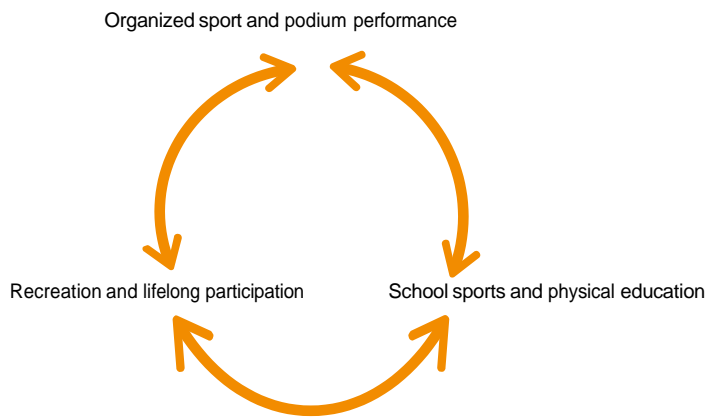 Organized sport and podium performance
Recreation and lifelong participation
School sports and physical education